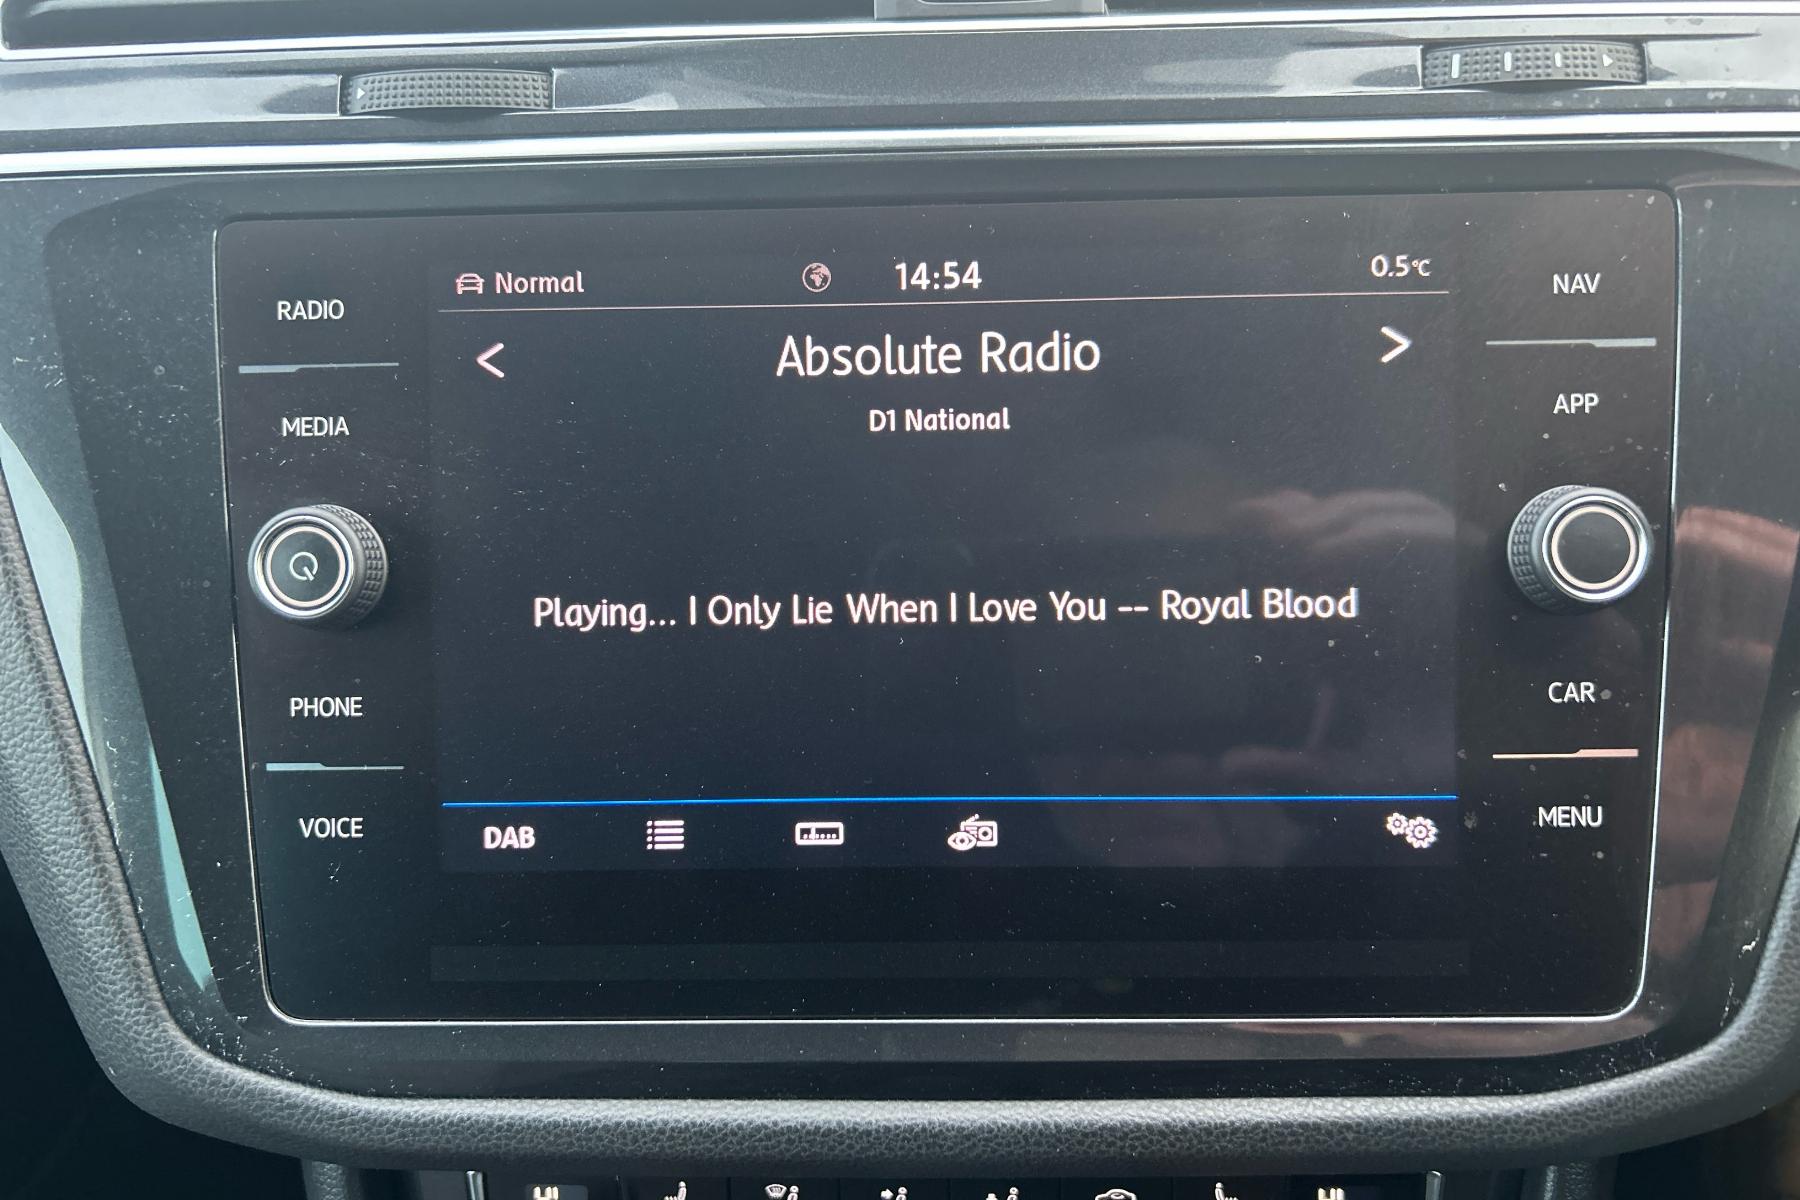 Normal
14:54
0.5°C
RADIO
NAV
Absolute Radio
D1 National
MEDIA
APP
Playing... I Only Lie When I Love You -- Royal Blood
PHONE
CAR
VOICE
DAB
MENU